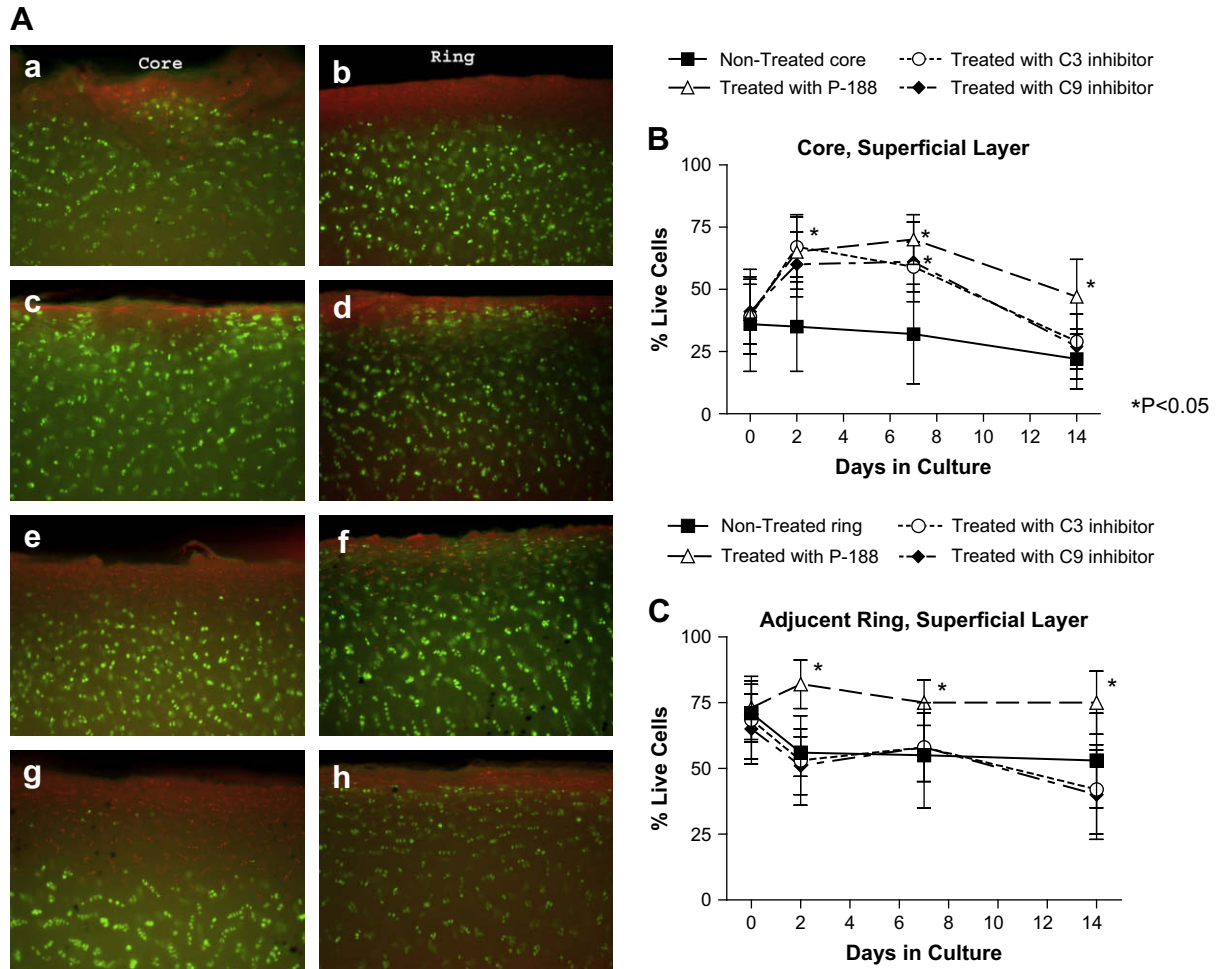 A
a
Core
b
Ring
c
d
e
f
g
h
Non-Treated core
Treated with C3 inhibitor
Treated with P-188
Treated with C9 inhibitor
B
Core, Superficial Layer
% Live Cells
100
75
50
25
0
*
*
*
*
0 2 4 6 8 10 12 14
Days in Culture
*P<0.05
Non-Treated ring
Treated with C3 inhibitor
Treated with P-188
Treated with C9 inhibitor
C
Adjucent Ring, Superficial Layer
% Live Cells
100
75
50
25
0
*
*
*
0 2 4 6 8 10 12 14
Days in Culture